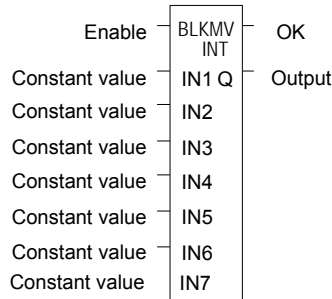 Enable BLKMV OK
INT
Constant value IN1 Q Output
Constant value IN2
Constant value IN3
Constant value IN4
Constant value IN5
Constant value IN6
Constant value IN7